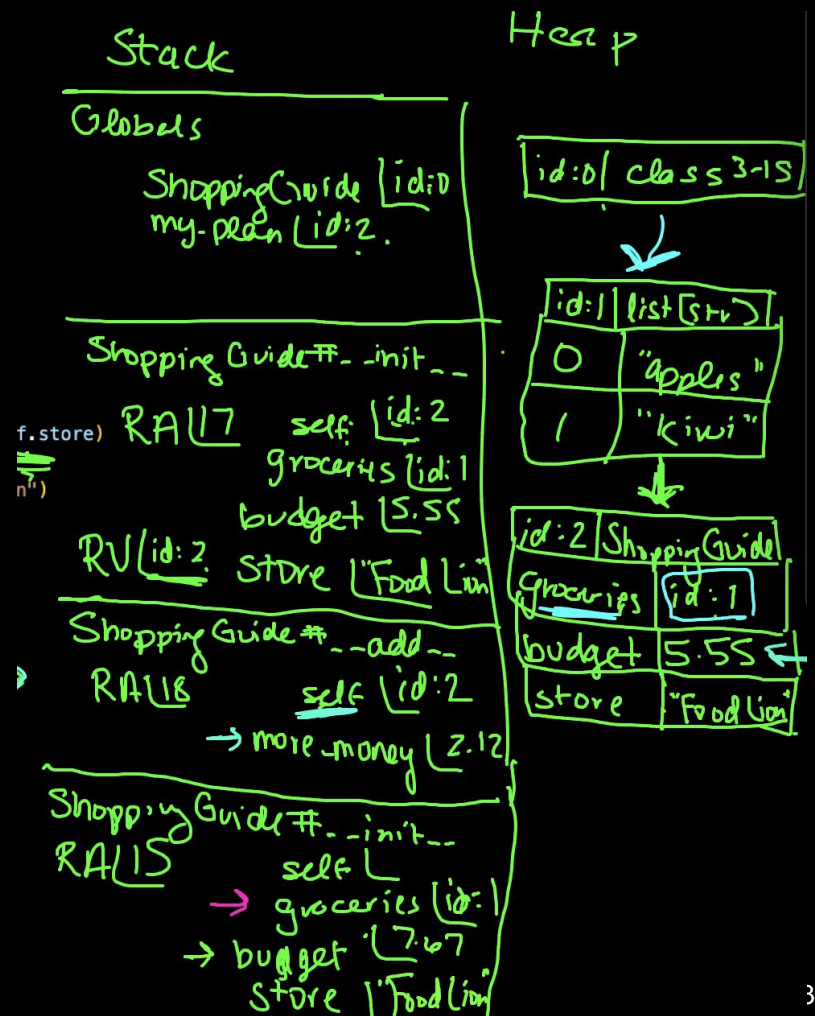 Stack
Heap
Globals
ShoppingGuide id:0
my-plan id:2.
id:0 class 3-15
id:1 list[str]
0 "apples"
1 "kiwi"
ShoppingGuide#__init__
f.store)
n")
RA 17 self: id:2
groceries id:1
budget 5.55
RV id:2 store "Food Lion"
id:2 ShoppingGuide
groceries id:1
budget 5.55
store "Food Lion"
ShoppingGuide#__add__
RA 18 self id:2
→ more_money 2.12
ShoppingGuide#__init__
RA 15 self
→ groceries id:1
→ budget 7.67
store "Food Lion